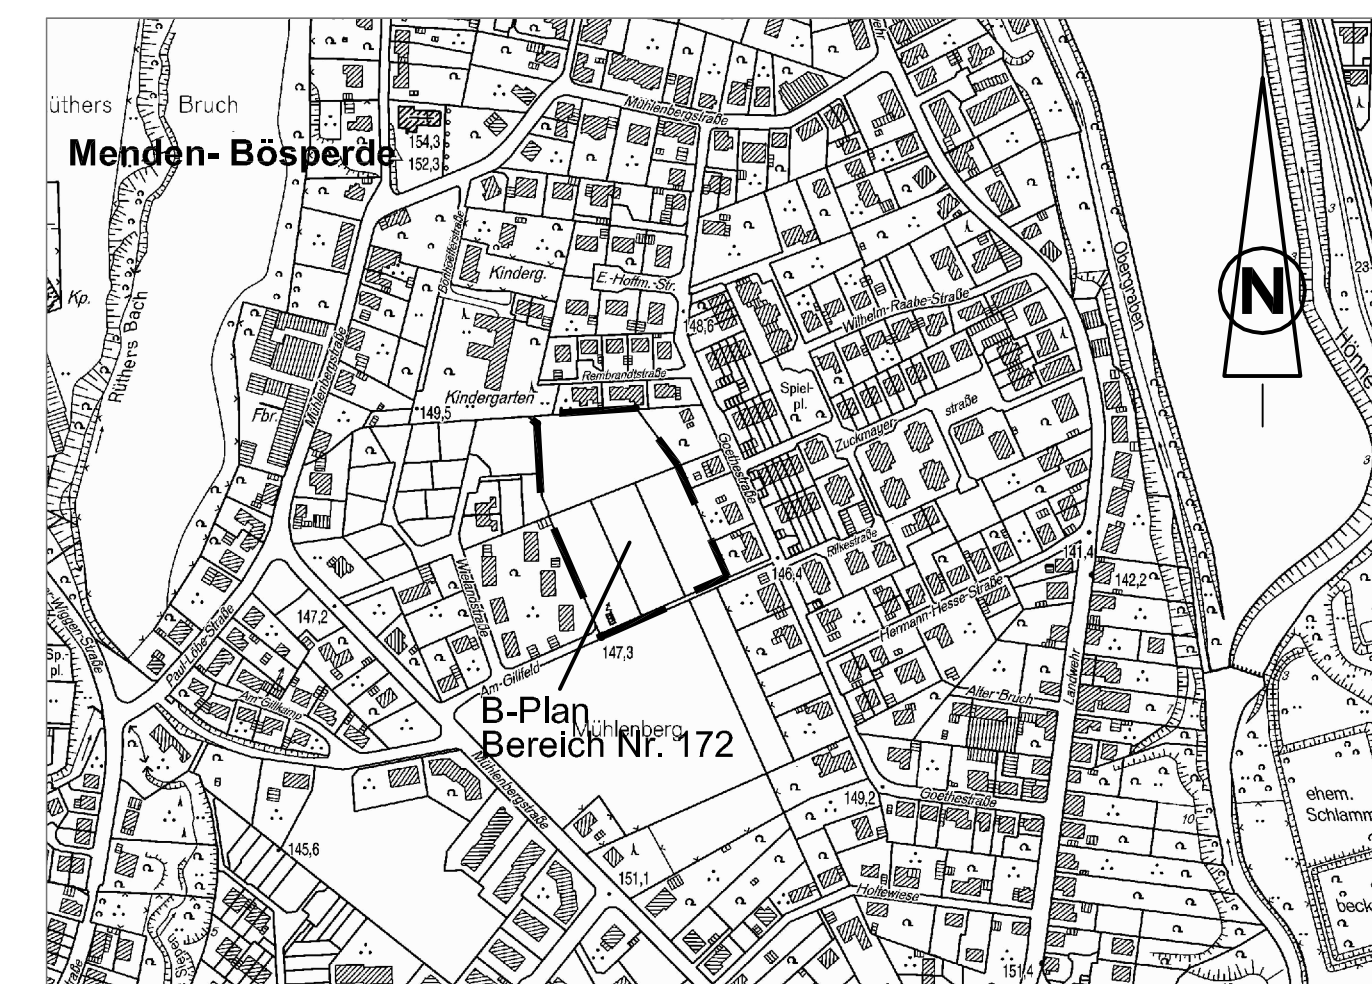 üthers Bruch
Menden- Bösperde
154,3
152,3
Mühlenbergstraße
Kinderg.
E.-Hoffm.-Str.
Obergraben
N
Kp.
Rüthers Bach
Mühlenbergstraße
148,6
Wilhelm-Raabe-Straße
Rembrandtstraße
Kindergarten
149,5
Fbr.
Spiel-
pl.
straße
Zuckmayer
Goethestraße
Rilkestraße
146,4
141,4
142,2
Hermann-Hesse-Straße
Wielandstraße
147,2
147,3
Paul-Löbe-Straße
Am-Gillkamp
Am-Gillfeld
Sp.-
pl.
B-Plan
Mühlenberg
Bereich Nr. 172
Alter-Bruch
Landwehr
Mühlenbergstraße
149,2
Goethestraße
ehem.
Schlamm
10
145,6
151,1
Holtewiese
beck
151,4